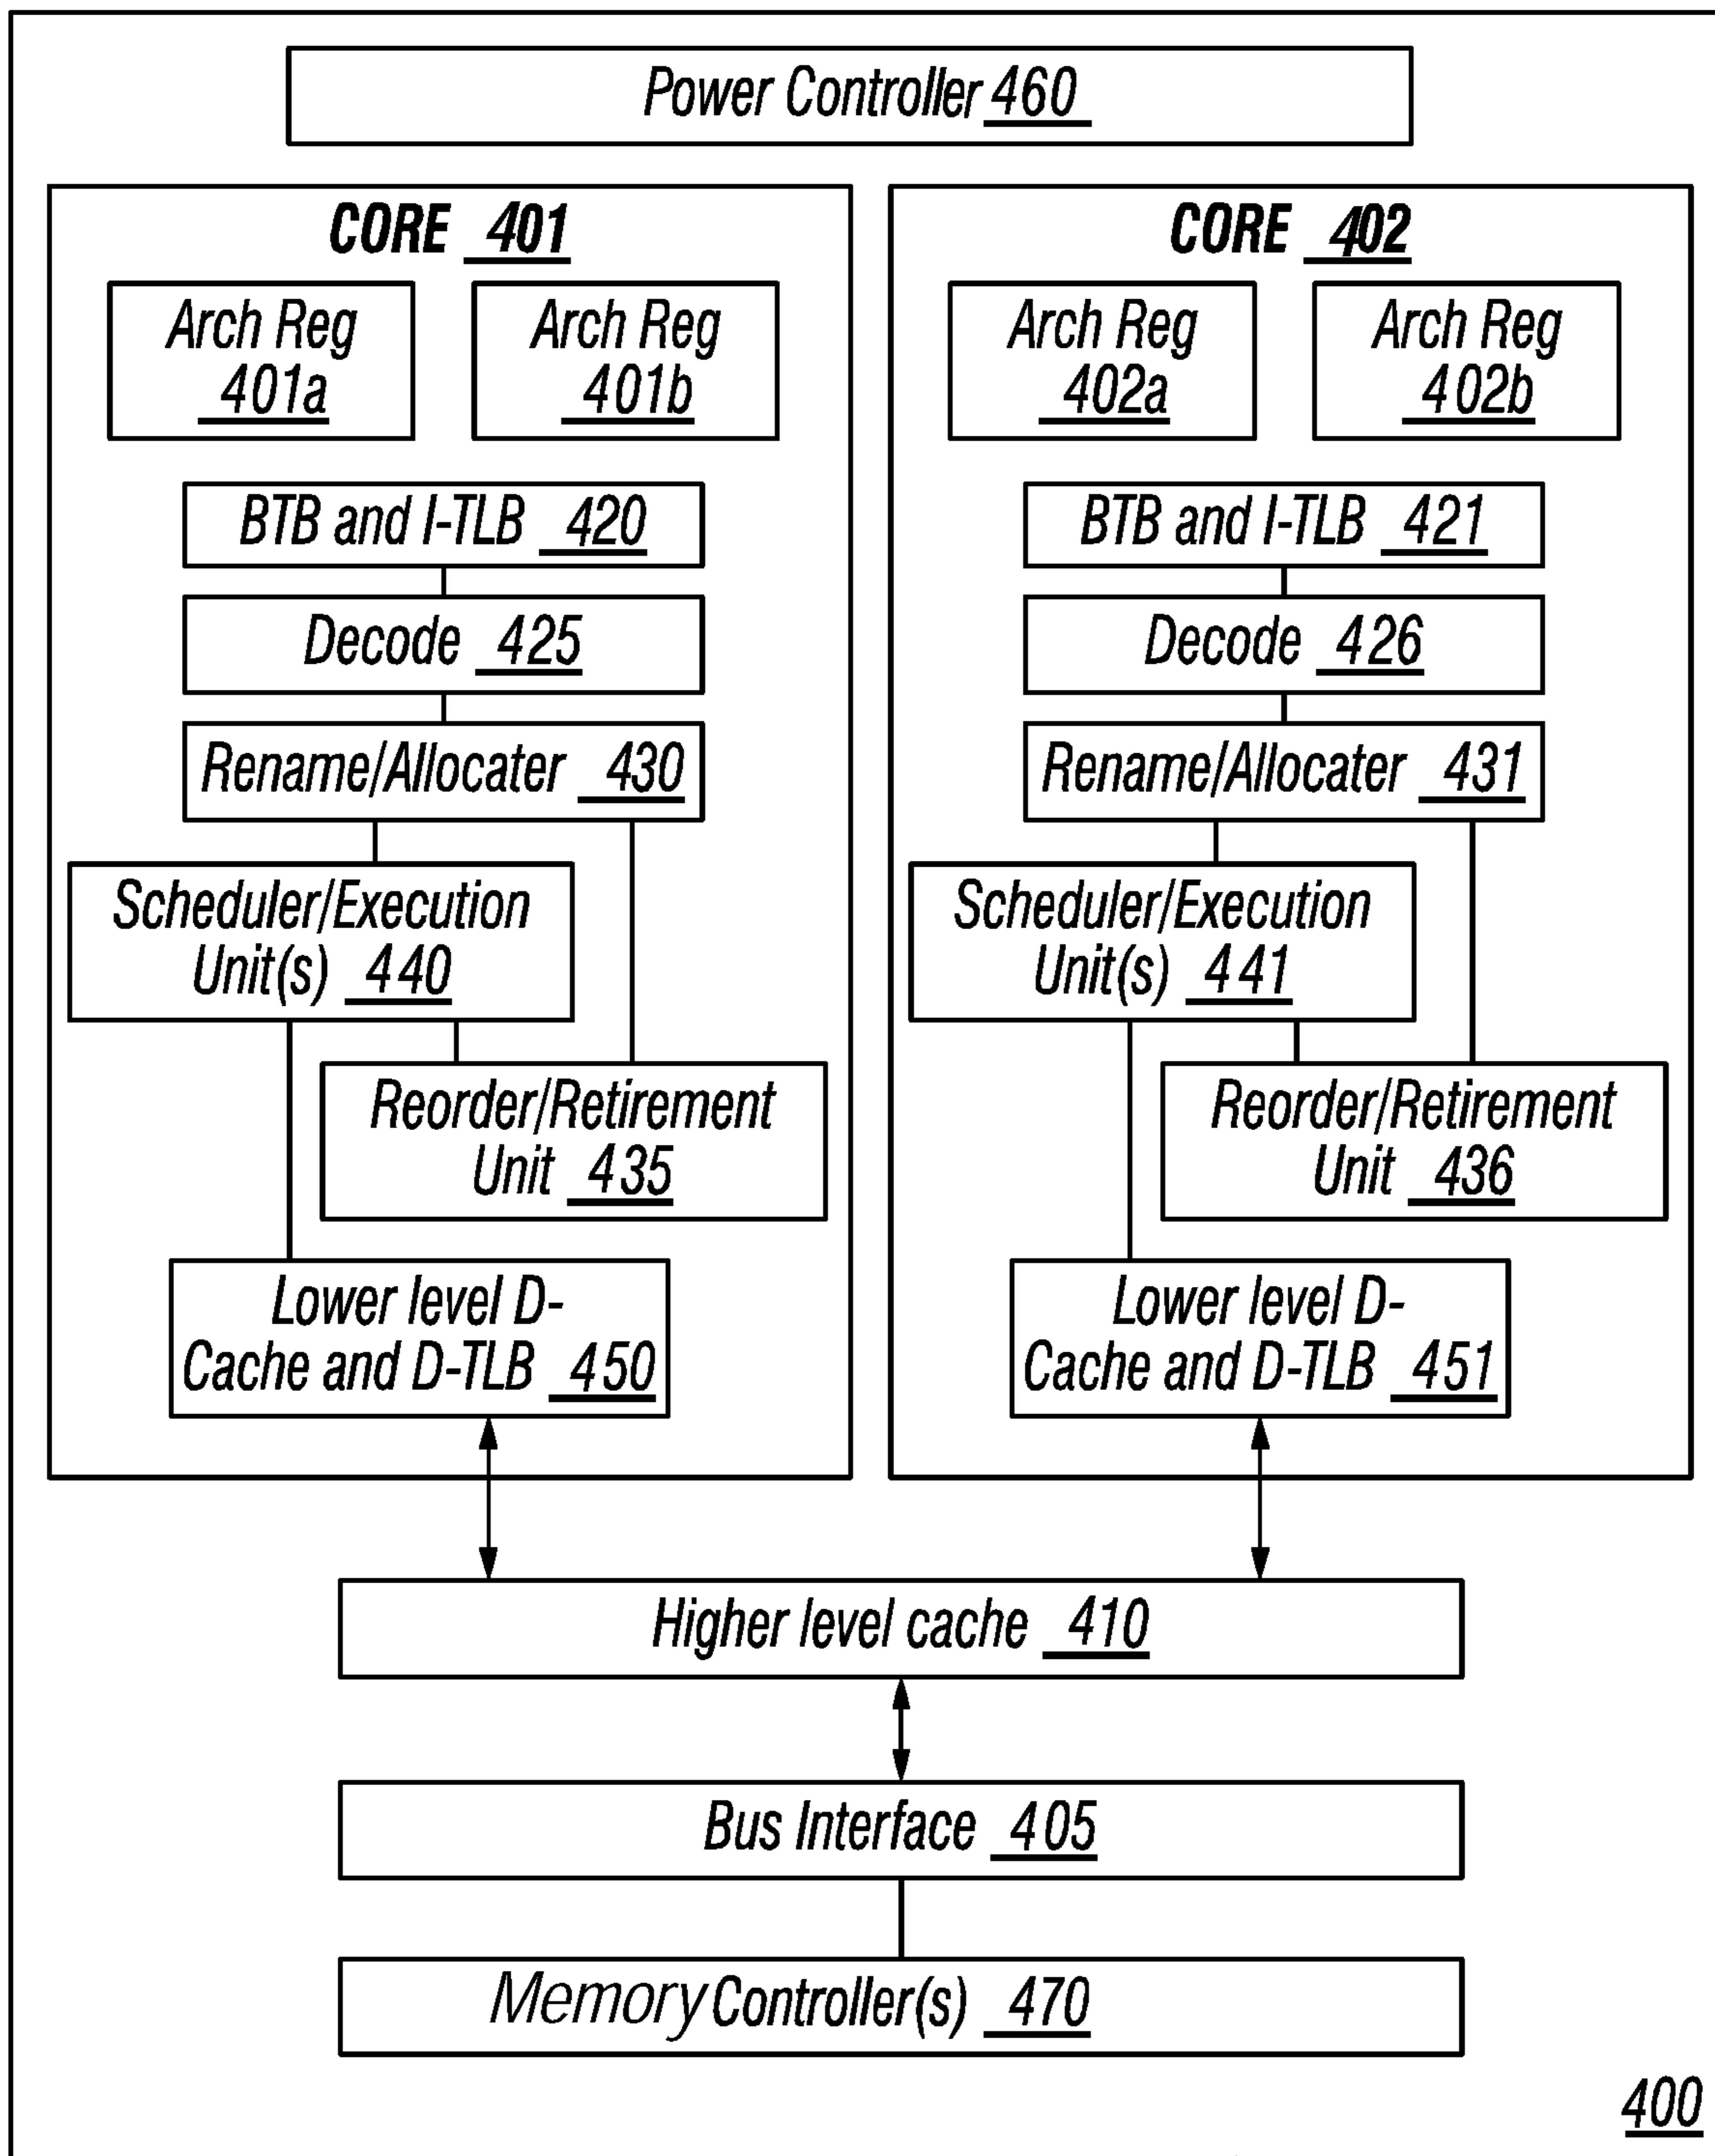 Power Controller 460
CORE 401
Arch Reg
401a
Arch Reg
401b
BTB and I-TLB 420
Decode 425
Rename/Allocater 430
Scheduler/Execution
Unit(s) 440
Reorder/Retirement
Unit 435
Lower level D-
Cache and D-TLB 450
CORE 402
Arch Reg
402a
Arch Reg
402b
BTB and I-TLB 421
Decode 426
Rename/Allocater 431
Scheduler/Execution
Unit(s) 441
Reorder/Retirement
Unit 436
Lower level D-
Cache and D-TLB 451
Higher level cache 410
Bus Interface 405
Memory Controller(s) 470
400